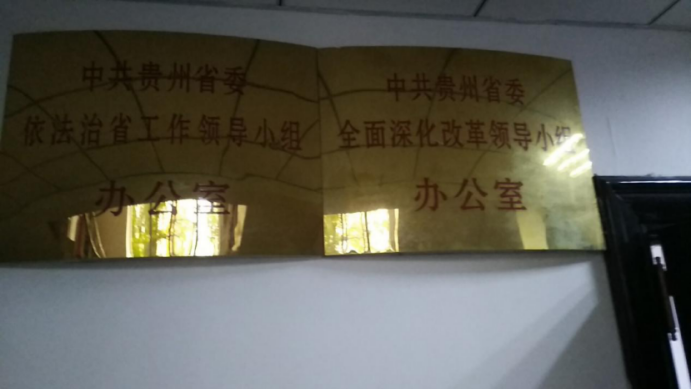 中共贵州省委
依法治省工作领导小组
办公室
中共贵州省委
全面深化改革领导小组
办公室